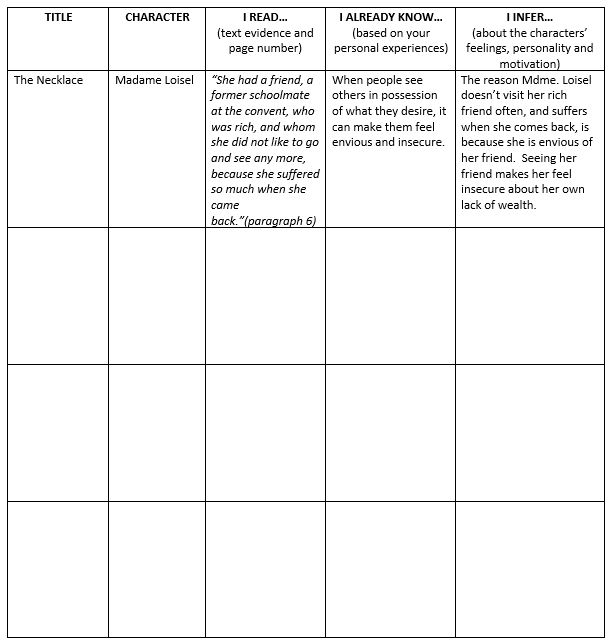 TITLE
CHARACTER
I READ…
(text evidence and
page number)
I ALREADY KNOW…
(based on your
personal experiences)
I INFER…
(about the characters’
feelings, personality and
motivation)
The Necklace
Madame Loisel
“She had a friend, a
former schoolmate
at the convent, who
was rich, and whom
she did not like to go
and see any more,
because she suffered
so much when she
came
back.”(paragraph 6)
When people see
others in possession
of what they desire, it
can make them feel
envious and insecure.
The reason Mdme. Loisel
doesn’t visit her rich
friend often, and suffers
when she comes back, is
because she is envious of
her friend.  Seeing her
friend makes her feel
insecure about her own
lack of wealth.